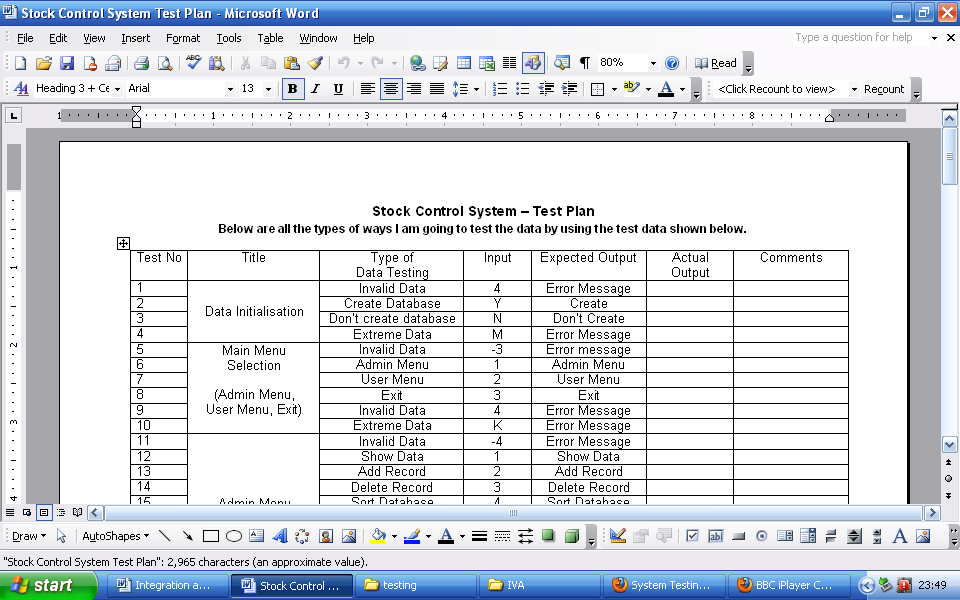 Stock Control System Test Plan - Microsoft Word
File Edit View Insert Format Tools Table Window Help
Type a question for help
80%
Read
Heading 3 + Ce Arial 13 B I U
<Click Recount to view> Recount
1 1 2 3 4 5 6 7 8
Stock Control System – Test Plan
Below are all the types of ways I am going to test the data by using the test data shown below.
Test No Title Type of Data Testing Input Expected Output Actual Output Comments
1 Data Initialisation Invalid Data 4 Error Message
2 Create Database Y Create
3 Don't create database N Don't Create
4 Extreme Data M Error Message
5 Main Menu Selection (Admin Menu, User Menu, Exit) Invalid Data -3 Error message
6 Admin Menu 1 Admin Menu
7 User Menu 2 User Menu
8 Exit 3 Exit
9 Invalid Data 4 Error Message
10 Extreme Data K Error Message
11 Invalid Data -4 Error Message
12 Show Data 1 Show Data
13 Add Record 2 Add Record
14 Delete Record 3 Delete Record
15 Admin Menu Sort Database 4 Sort Database
Draw AutoShapes
"Stock Control System Test Plan": 2,965 characters (an approximate value).
start Integration a... Stock Control ... testing IVA System Testin... BBC iPlayer C... 23:49